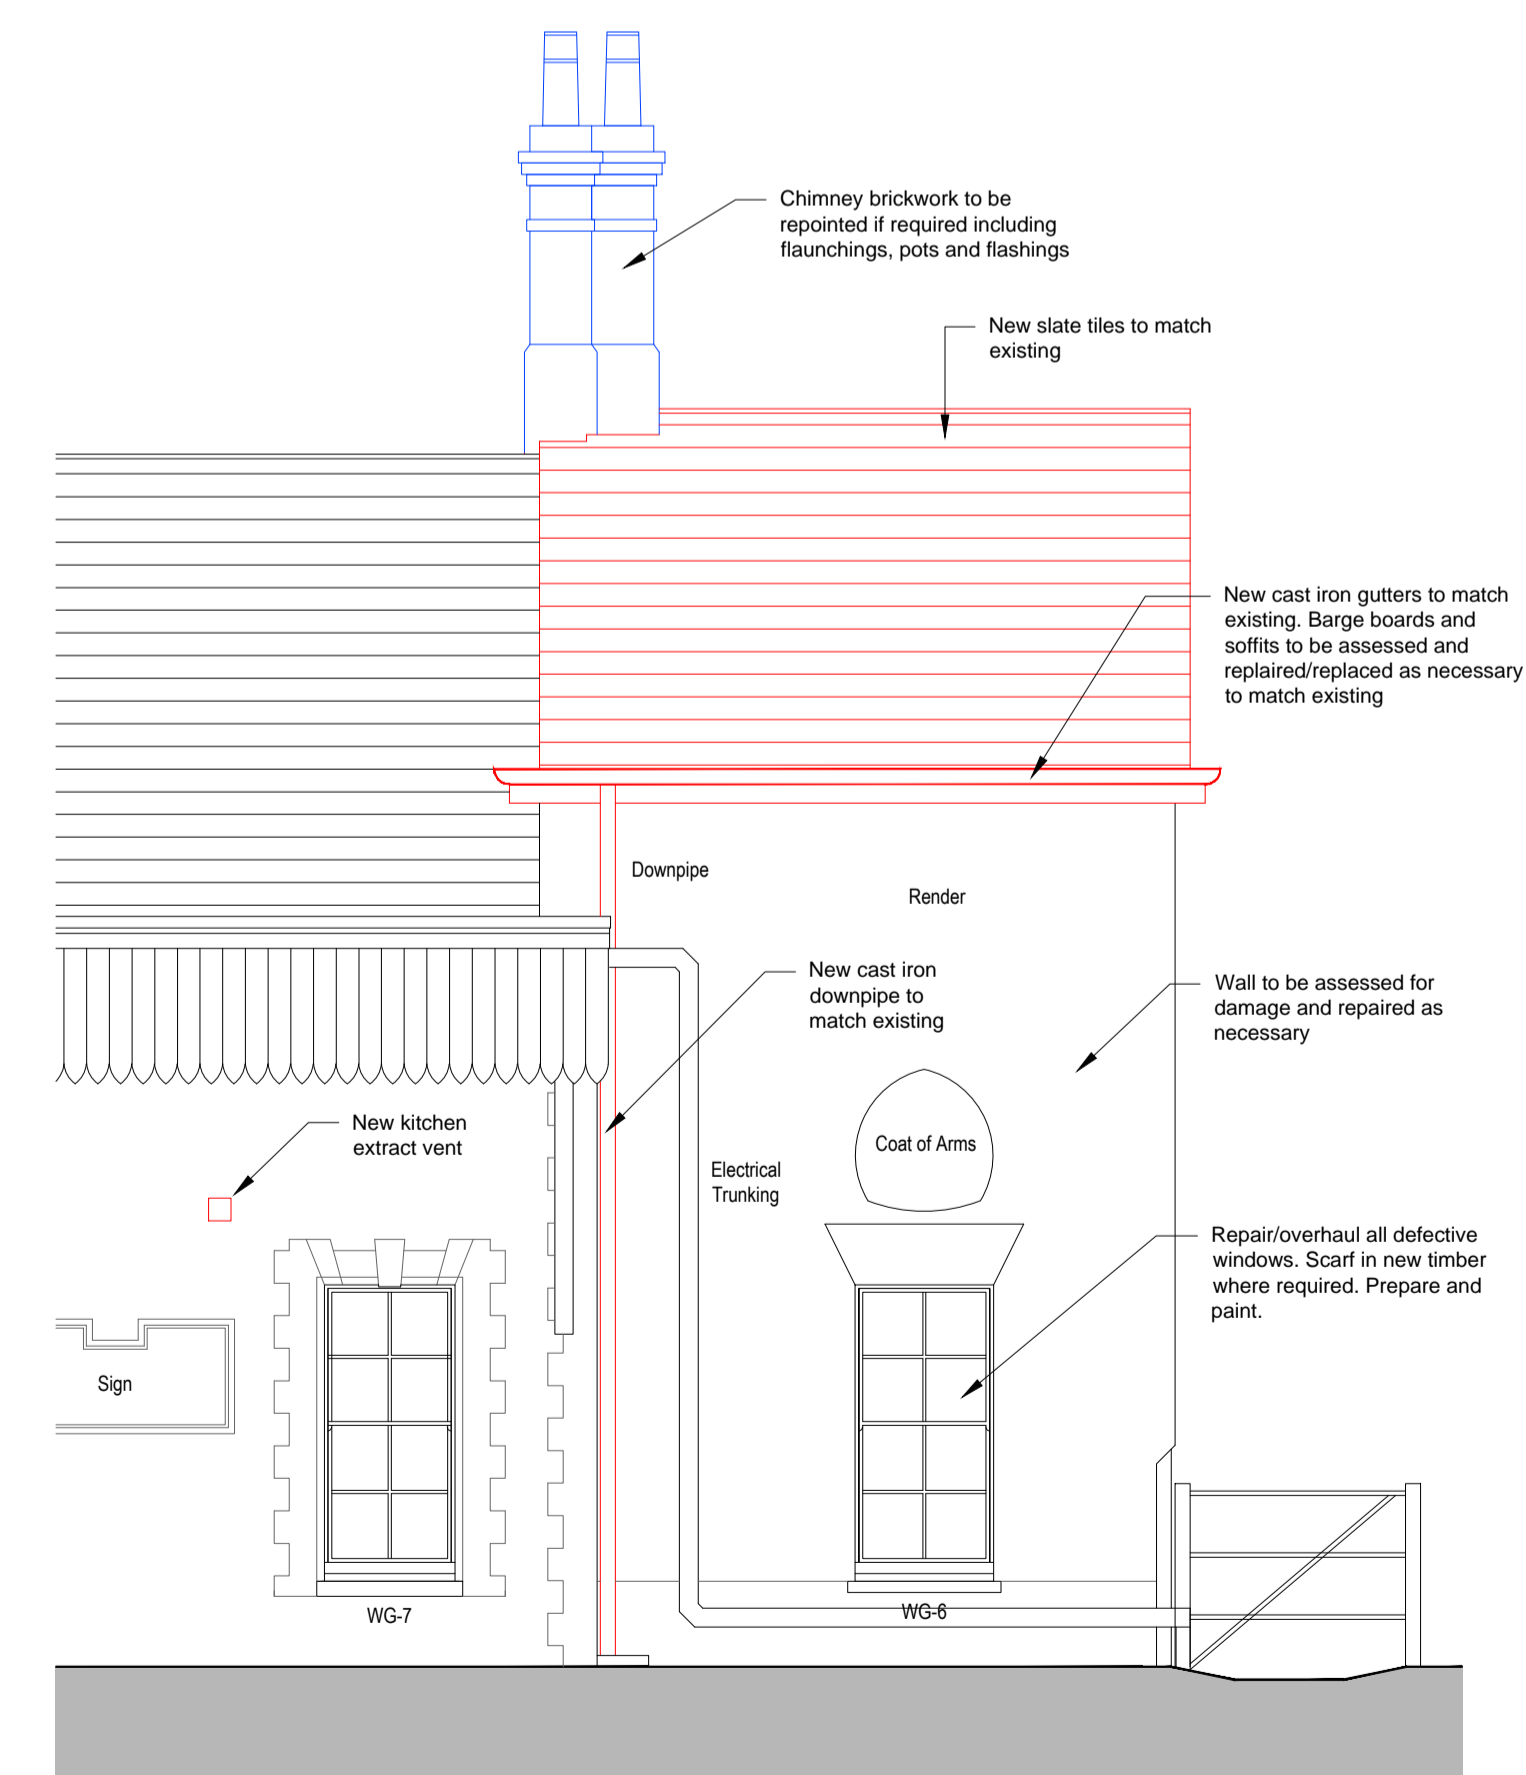 Chimney brickwork to be
repointed if required including
flaunchings, pots and flashings
New slate tiles to match
existing
New cast iron gutters to match
existing. Barge boards and
soffits to be assessed and
replaired/replaced as necessary
to match existing
Downpipe
Render
New cast iron
downpipe to
match existing
Wall to be assessed for
damage and repaired as
necessary
New kitchen
extract vent
Coat of Arms
Electrical
Trunking
Repair/overhaul all defective
windows. Scarf in new timber
where required. Prepare and
paint.
Sign
WG-7
WG-6